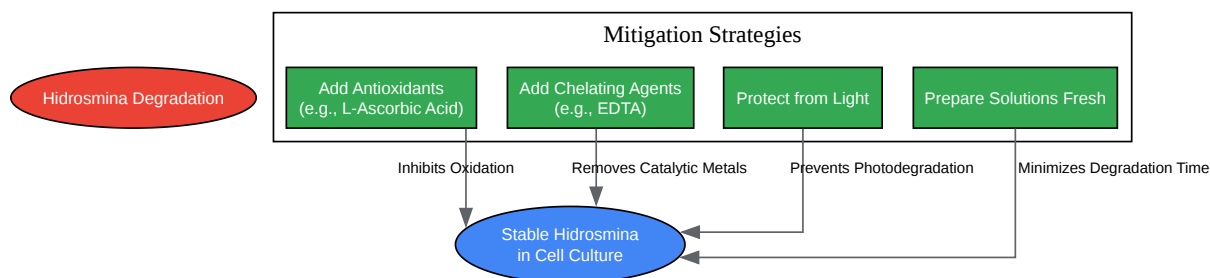 Mitigation Strategies
Hidrosmina Degradation
Add Antioxidants
(e.g., L-Ascorbic Acid)
Add Chelating Agents
(e.g., EDTA)
Protect from Light
Prepare Solutions Fresh
Inhibits Oxidation
Removes Catalytic Metals
Prevents Photodegradation
Minimizes Degradation Time
Stable Hidrosmina
in Cell Culture